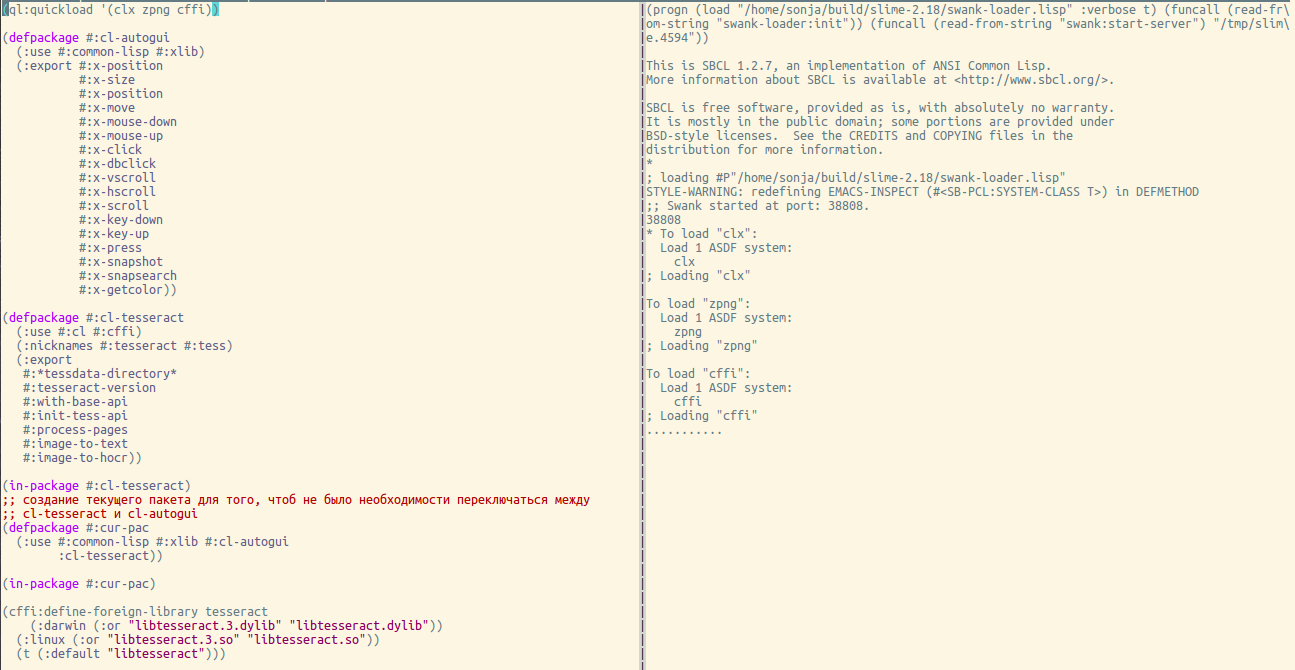 (ql:quickload '(clx zpng cffi))

(defpackage #:cl-autogui
  (:use #:common-lisp #:xlib)
  (:export #:x-position
           #:x-size
           #:x-position
           #:x-move
           #:x-mouse-down
           #:x-mouse-up
           #:x-click
           #:x-dbclick
           #:x-vscroll
           #:x-hscroll
           #:x-scroll
           #:x-key-down
           #:x-key-up
           #:x-press
           #:x-snapshot
           #:x-snapsearch
           #:x-getcolor))

(defpackage #:cl-tesseract
  (:use #:cl #:cffi)
  (:nicknames #:tesseract #:tess)
  (:export
   #:*tessdata-directory*
   #:tesseract-version
   #:with-base-api
   #:init-tess-api
   #:process-pages
   #:image-to-text
   #:image-to-hocr))

(in-package #:cl-tesseract)
;; создание текущего пакета для того, чтоб не было необходимости переключаться между
;; cl-tesseract и cl-autogui
(defpackage #:cur-pac
  (:use #:common-lisp #:xlib #:cl-autogui
        :cl-tesseract))

(in-package #:cur-pac)

(cffi:define-foreign-library tesseract
    (:darwin (:or "libtesseract.3.dylib" "libtesseract.dylib"))
  (:linux (:or "libtesseract.3.so" "libtesseract.so"))
  (t (:default "libtesseract")))

(progn (load "/home/sonja/build/slime-2.18/swank-loader.lisp" :verbose t) (funcall (read-fr\
om-string "swank-loader:init")) (funcall (read-from-string "swank:start-server") "/tmp/slim\
e.4594"))

This is SBCL 1.2.7, an implementation of ANSI Common Lisp.
More information about SBCL is available at <http://www.sbcl.org/>.

SBCL is free software, provided as is, with absolutely no warranty.
It is mostly in the public domain; some portions are provided under
BSD-style licenses.  See the CREDITS and COPYING files in the
distribution for more information.
*
; loading #P"/home/sonja/build/slime-2.18/swank-loader.lisp"
STYLE-WARNING: redefining EMACS-INSPECT (#<SB-PCL:SYSTEM-CLASS T>) in DEFMETHOD
;; Swank started at port: 38808.
38808
* To load "clx":
  Load 1 ASDF system:
    clx
; Loading "clx"

To load "zpng":
  Load 1 ASDF system:
    zpng
; Loading "zpng"

To load "cffi":
  Load 1 ASDF system:
    cffi
; Loading "cffi"
...........